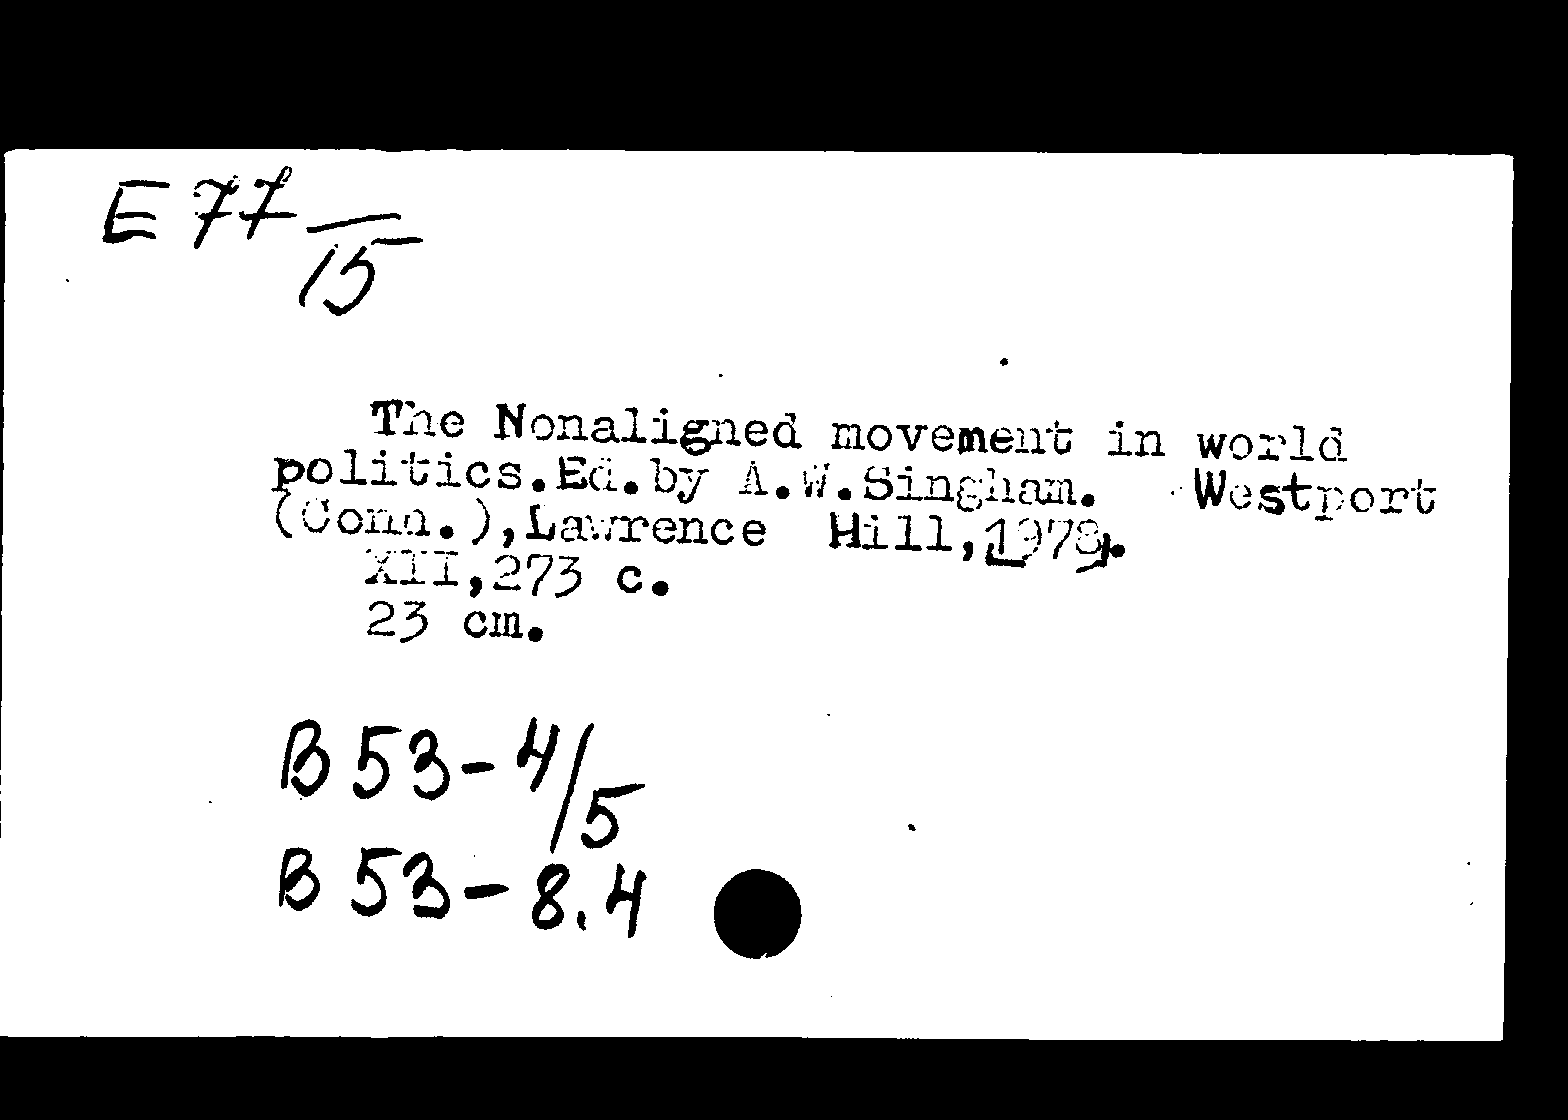 E 77
15
The Nonaligned movement in world
politics.Ed.by A.W.Singham. Westport
(Conn.),Lawrence Hill,1978.
XII,273 c.
23 cm.
B 53-4/5
B 53-8.4